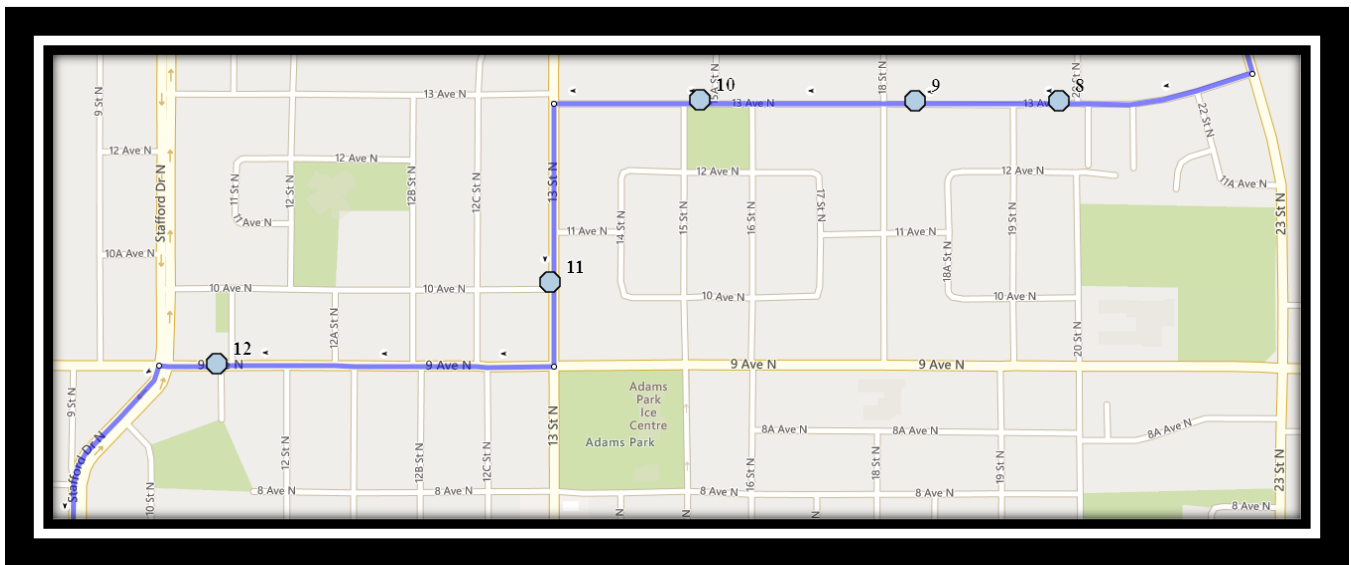 10
15A St N
18 St N
9
8
20 St N
9 St N
13 Ave N
13 Ave N
13 Ave N
22 St N
12 Ave N
12 Ave N
12 Ave N
12 Ave N
11A Ave N
Stafford Dr N
11 St N
12 St N
12B St N
12C St N
13 St N
14 St N
15 St N
16 St N
17 St N
18A St N
19 St N
23 St N
11 Ave N
11 Ave N
11 Ave N
10A Ave N
11
10 Ave N
10 Ave N
10 Ave N
10 Ave N
12A St N
20 St N
12
9 Ave N
9 Ave N
9 Ave N
9 St N
Adams
Park
Ice
Centre
Adams Park
13 St N
8A Ave N
8A Ave N
8A Ave N
Stafford Dr N
12 St N
12B St N
12C St N
16 St N
18 St N
19 St N
23 St N
10 St N
8 Ave N
8 Ave N
8 Ave N
8 Ave N
8 Ave N
N
N
N